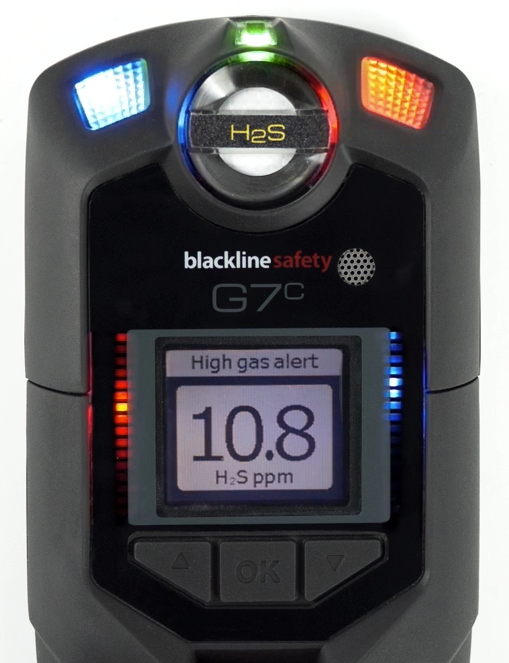 H₂S
blacklinesafety
G7c
High gas alert
10.8
H₂S ppm
OK